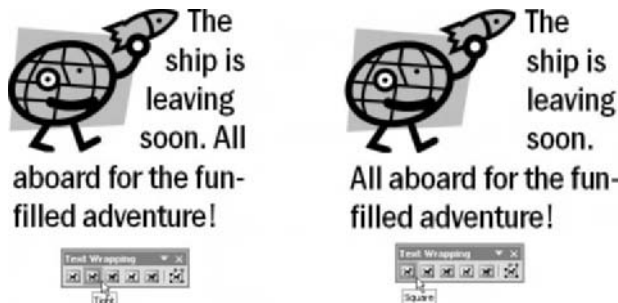 The
ship is
leaving
soon. All
aboard for the fun-
filled adventure!
Text Wrapping
Tight
The
ship is
leaving
soon.
All aboard for the fun-
filled adventure!
Text Wrapping
Square